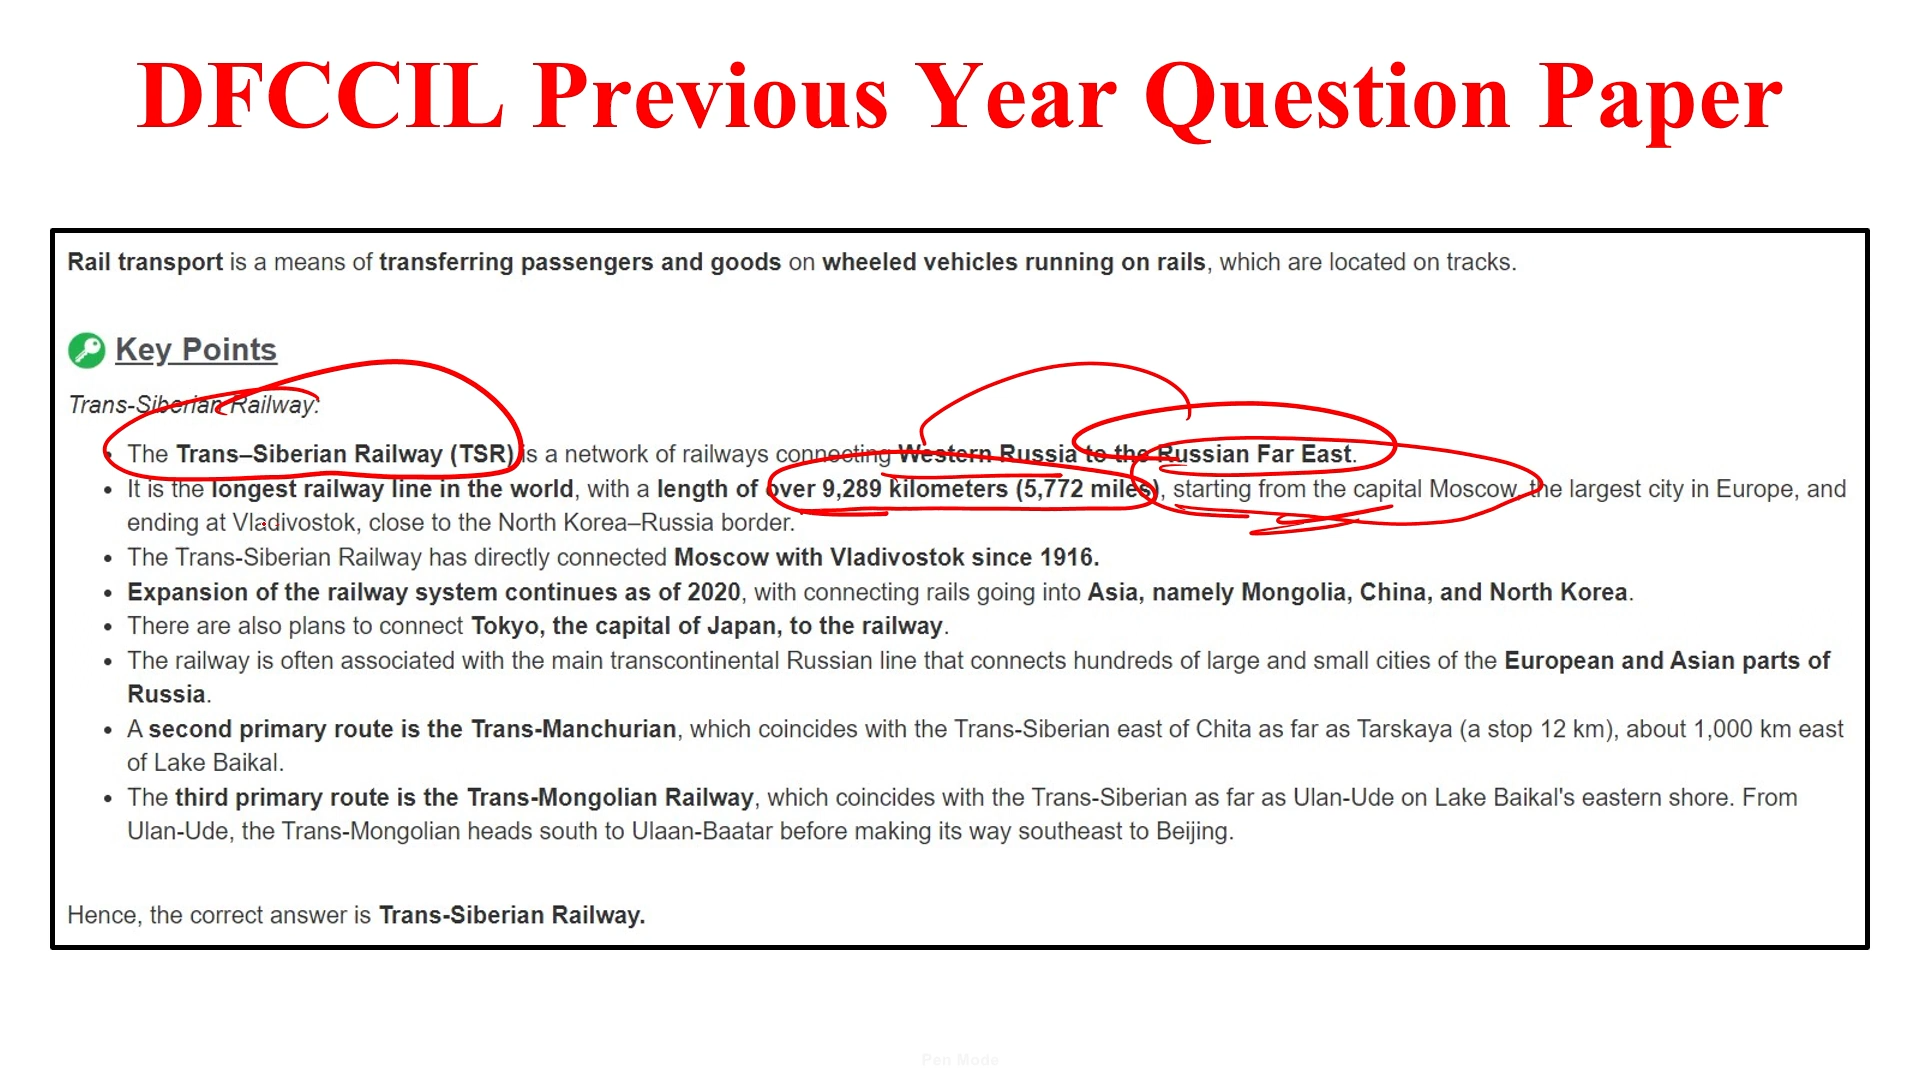 DFCCIL Previous Year Question Paper
Rail transport is a means of transferring passengers and goods on wheeled vehicles running on rails, which are located on tracks.
Key Points
Trans-Siberian Railway:
• The Trans–Siberian Railway (TSR) is a network of railways connecting Western Russia to the Russian Far East.
• It is the longest railway line in the world, with a length of over 9,289 kilometers (5,772 miles), starting from the capital Moscow, the largest city in Europe, and
ending at Vladivostok, close to the North Korea–Russia border.
• The Trans-Siberian Railway has directly connected Moscow with Vladivostok since 1916.
• Expansion of the railway system continues as of 2020, with connecting rails going into Asia, namely Mongolia, China, and North Korea.
• There are also plans to connect Tokyo, the capital of Japan, to the railway.
• The railway is often associated with the main transcontinental Russian line that connects hundreds of large and small cities of the European and Asian parts of
Russia.
• A second primary route is the Trans-Manchurian, which coincides with the Trans-Siberian east of Chita as far as Tarskaya (a stop 12 km), about 1,000 km east
of Lake Baikal.
• The third primary route is the Trans-Mongolian Railway, which coincides with the Trans-Siberian as far as Ulan-Ude on Lake Baikal's eastern shore. From
Ulan-Ude, the Trans-Mongolian heads south to Ulaan-Baatar before making its way southeast to Beijing.
Hence, the correct answer is Trans-Siberian Railway.
Pen Mode